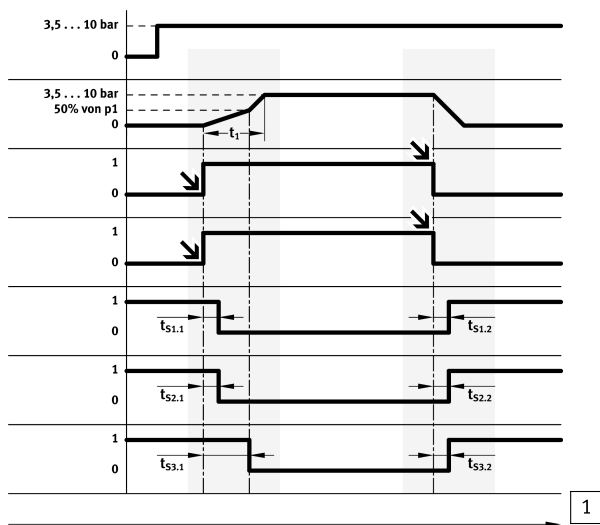 3,5 . . . 10 bar
0
3,5 . . . 10 bar
50% von p1
0
t1
1
0
1
0
1
0
tS1.1
tS1.2
1
0
tS2.1
tS2.2
1
0
tS3.1
tS3.2
1